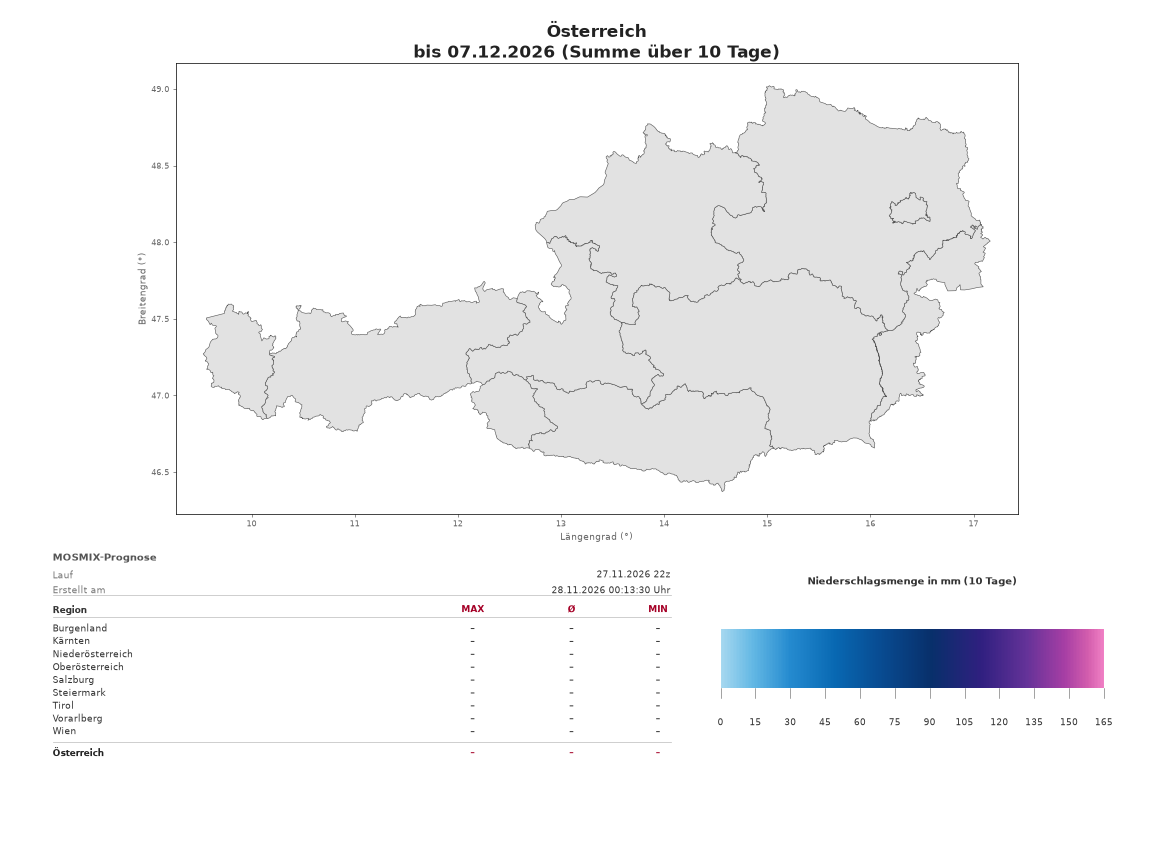 Österreich
bis 07.12.2026 (Summe über 10 Tage)
49.0
48.5
48.0
47.5
47.0
46.5
Breitengrad (°)
10 11 12 13 14 15 16 17
Längengrad (°)
MOSMIX-Prognose
Lauf 27.11.2026 22z
Erstellt am 28.11.2026 00:13:30 Uhr
Region MAX Ø MIN
Burgenland – – –
Kärnten – – –
Niederösterreich – – –
Oberösterreich – – –
Salzburg – – –
Steiermark – – –
Tirol – – –
Vorarlberg – – –
Wien – – –
Österreich – – –
Niederschlagsmenge in mm (10 Tage)
0 15 30 45 60 75 90 105 120 135 150 165